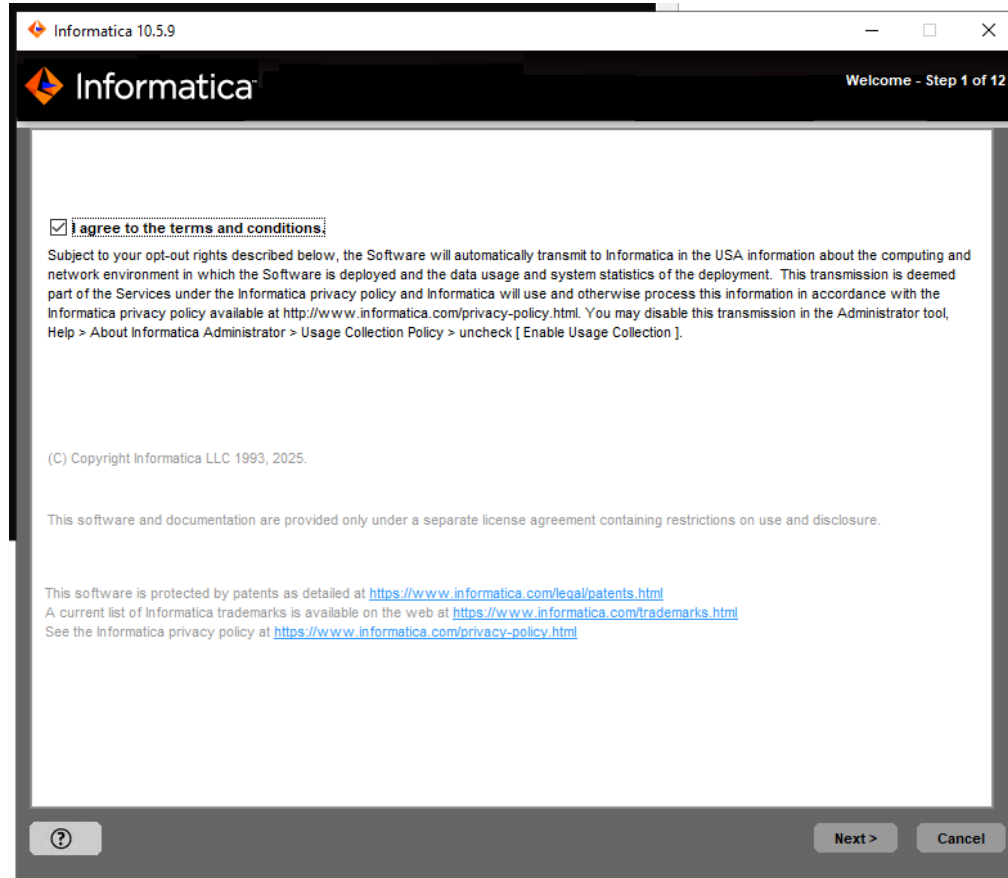 Informatica 10.5.9
Informatica
Welcome - Step 1 of 12
I agree to the terms and conditions.
Subject to your opt-out rights described below, the Software will automatically transmit to Informatica in the USA information about the computing and
network environment in which the Software is deployed and the data usage and system statistics of the deployment. This transmission is deemed
part of the Services under the Informatica privacy policy and Informatica will use and otherwise process this information in accordance with the
Informatica privacy policy available at http://www.informatica.com/privacy-policy.html. You may disable this transmission in the Administrator tool,
Help > About Informatica Administrator > Usage Collection Policy > uncheck [ Enable Usage Collection ].
(C) Copyright Informatica LLC 1993, 2025.
This software and documentation are provided only under a separate license agreement containing restrictions on use and disclosure.
This software is protected by patents as detailed at https://www.informatica.com/legal/patents.html
A current list of Informatica trademarks is available on the web at https://www.informatica.com/trademarks.html
See the Informatica privacy policy at https://www.informatica.com/privacy-policy.html
?
Next >
Cancel